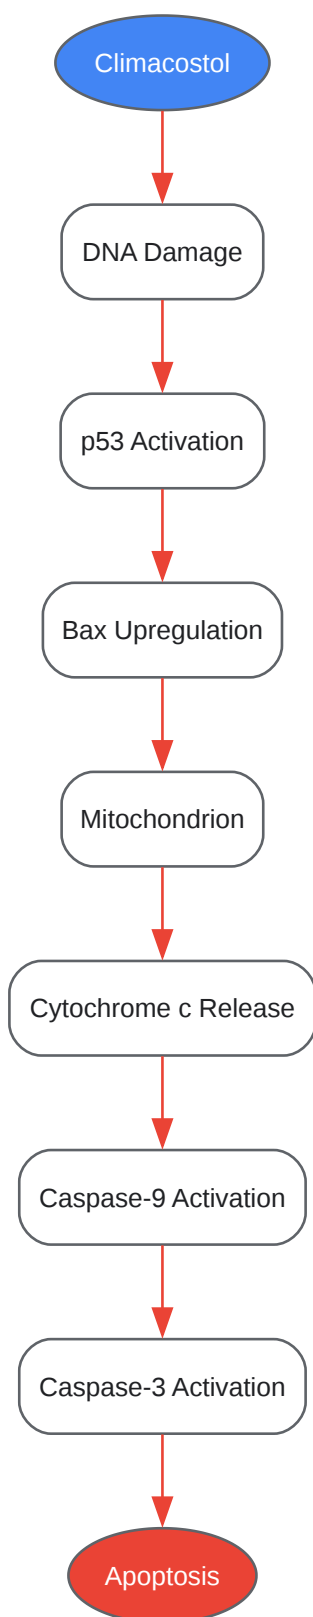 Climacostol
DNA Damage
p53 Activation
Bax Upregulation
Mitochondrion
Cytochrome c Release
Caspase-9 Activation
Caspase-3 Activation
Apoptosis